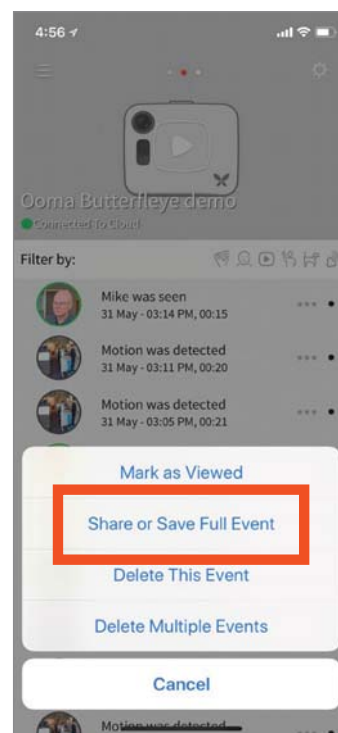 4:56
Ooma Butterfleye demo
Connected To Cloud
Filter by:
Mike was seen
31 May - 03:14 PM, 00:15
Motion was detected
31 May - 03:11 PM, 00:20
Motion was detected
31 May - 03:05 PM, 00:21
Mark as Viewed
Share or Save Full Event
Delete This Event
Delete Multiple Events
Cancel
Motion was detected